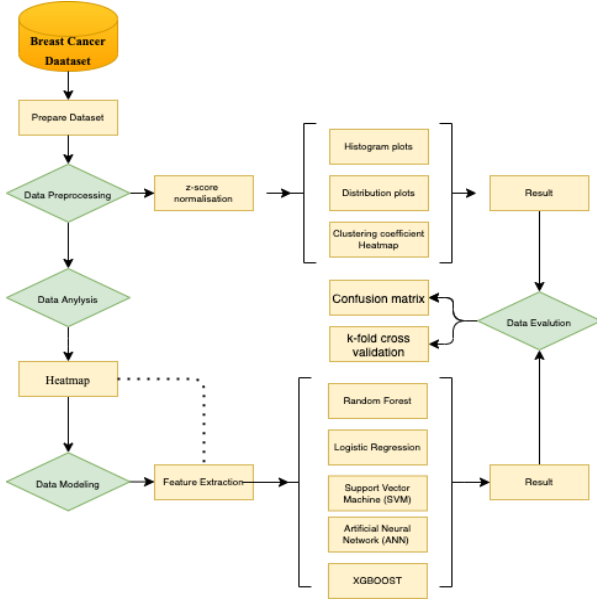 Breast Cancer
Daataset
Prepare Dataset
Data Preprocessing
z-score
normalisation
Histogram plots
Distribution plots
Clustering coefficient
Heatmap
Result
Data Anylysis
Confusion matrix
k-fold cross
validation
Data Evalution
Heatmap
Random Forest
Logistic Regression
Data Modeling
Feature Extraction
Support Vector
Machine (SVM)
Result
Artificial Neural
Network (ANN)
XGBOOST